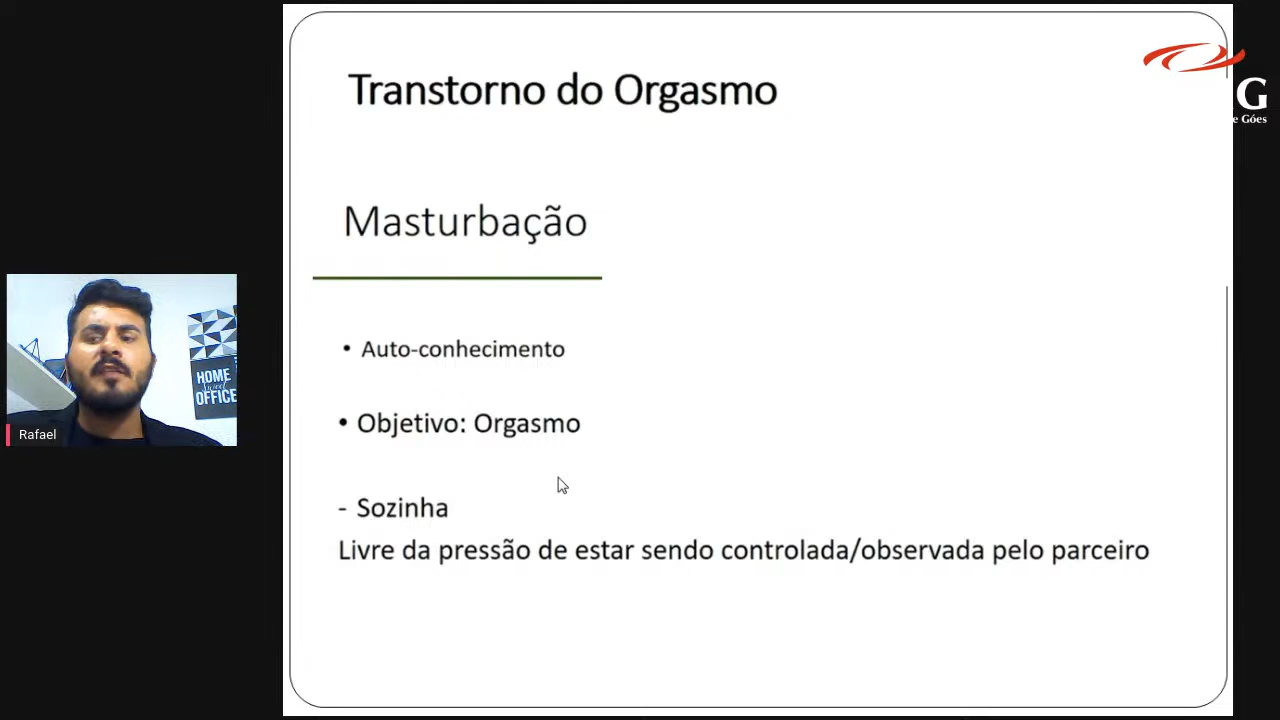 Transtorno do Orgasmo
G
e Góes
Masturbação
• Auto-conhecimento
• Objetivo: Orgasmo
- Sozinha
Livre da pressão de estar sendo controlada/observada pelo parceiro
HOME
Sweet
OFFICE
Rafael